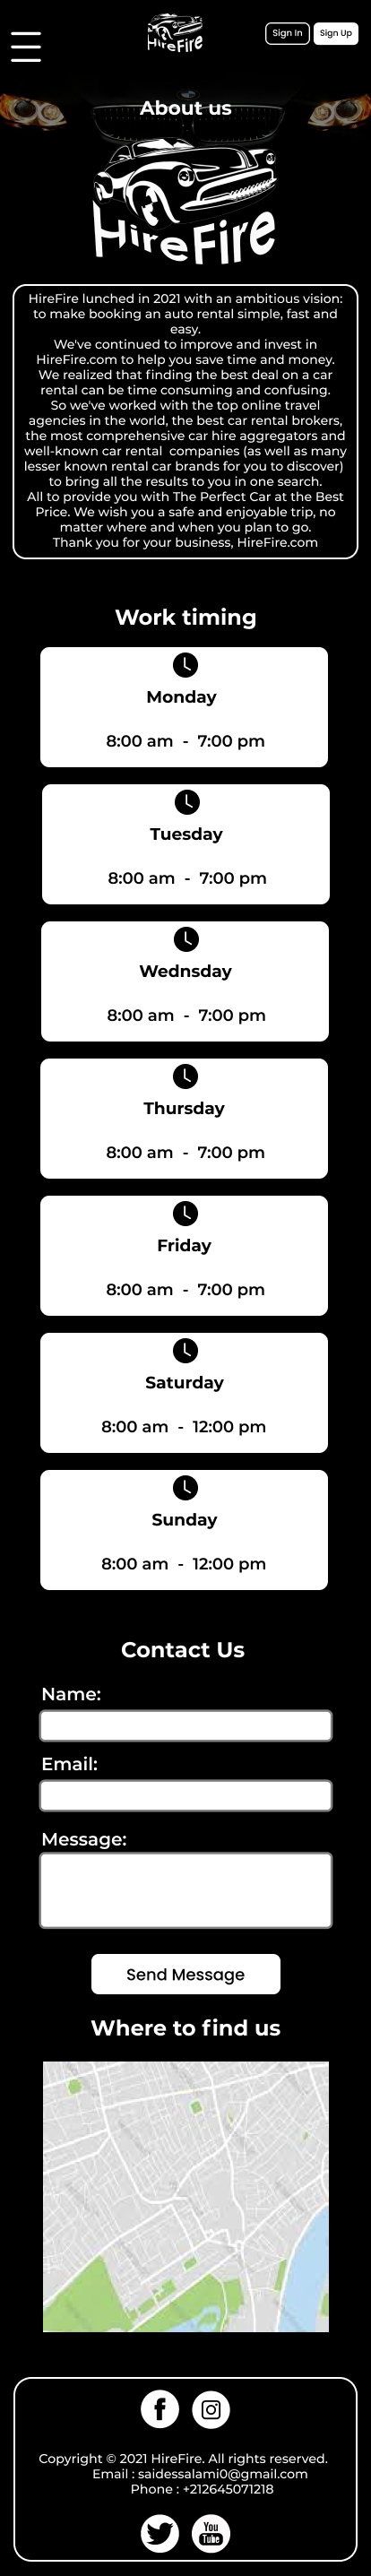 HireFire
Sign In
Sign Up
About us
HireFire
HireFire lunched in 2021 with an ambitious vision:
to make booking an auto rental simple, fast and
easy.
We've continued to improve and invest in
HireFire.com to help you save time and money.
We realized that finding the best deal on a car
rental can be time consuming and confusing.
So we've worked with the top online travel
agencies in the world, the best car rental brokers,
the most comprehensive car hire aggregators and
well-known car rental companies (as well as many
lesser known rental car brands for you to discover)
to bring all the results to you in one search.
All to provide you with The Perfect Car at the Best
Price. We wish you a safe and enjoyable trip, no
matter where and when you plan to go.
Thank you for your business, HireFire.com
Work timing
Monday
8:00 am - 7:00 pm
Tuesday
8:00 am - 7:00 pm
Wednsday
8:00 am - 7:00 pm
Thursday
8:00 am - 7:00 pm
Friday
8:00 am - 7:00 pm
Saturday
8:00 am - 12:00 pm
Sunday
8:00 am - 12:00 pm
Contact Us
Name:
Email:
Message:
Send Message
Where to find us
Copyright © 2021 HireFire. All rights reserved.
Email : saidessalami0@gmail.com
Phone : +212645071218
You
Tube